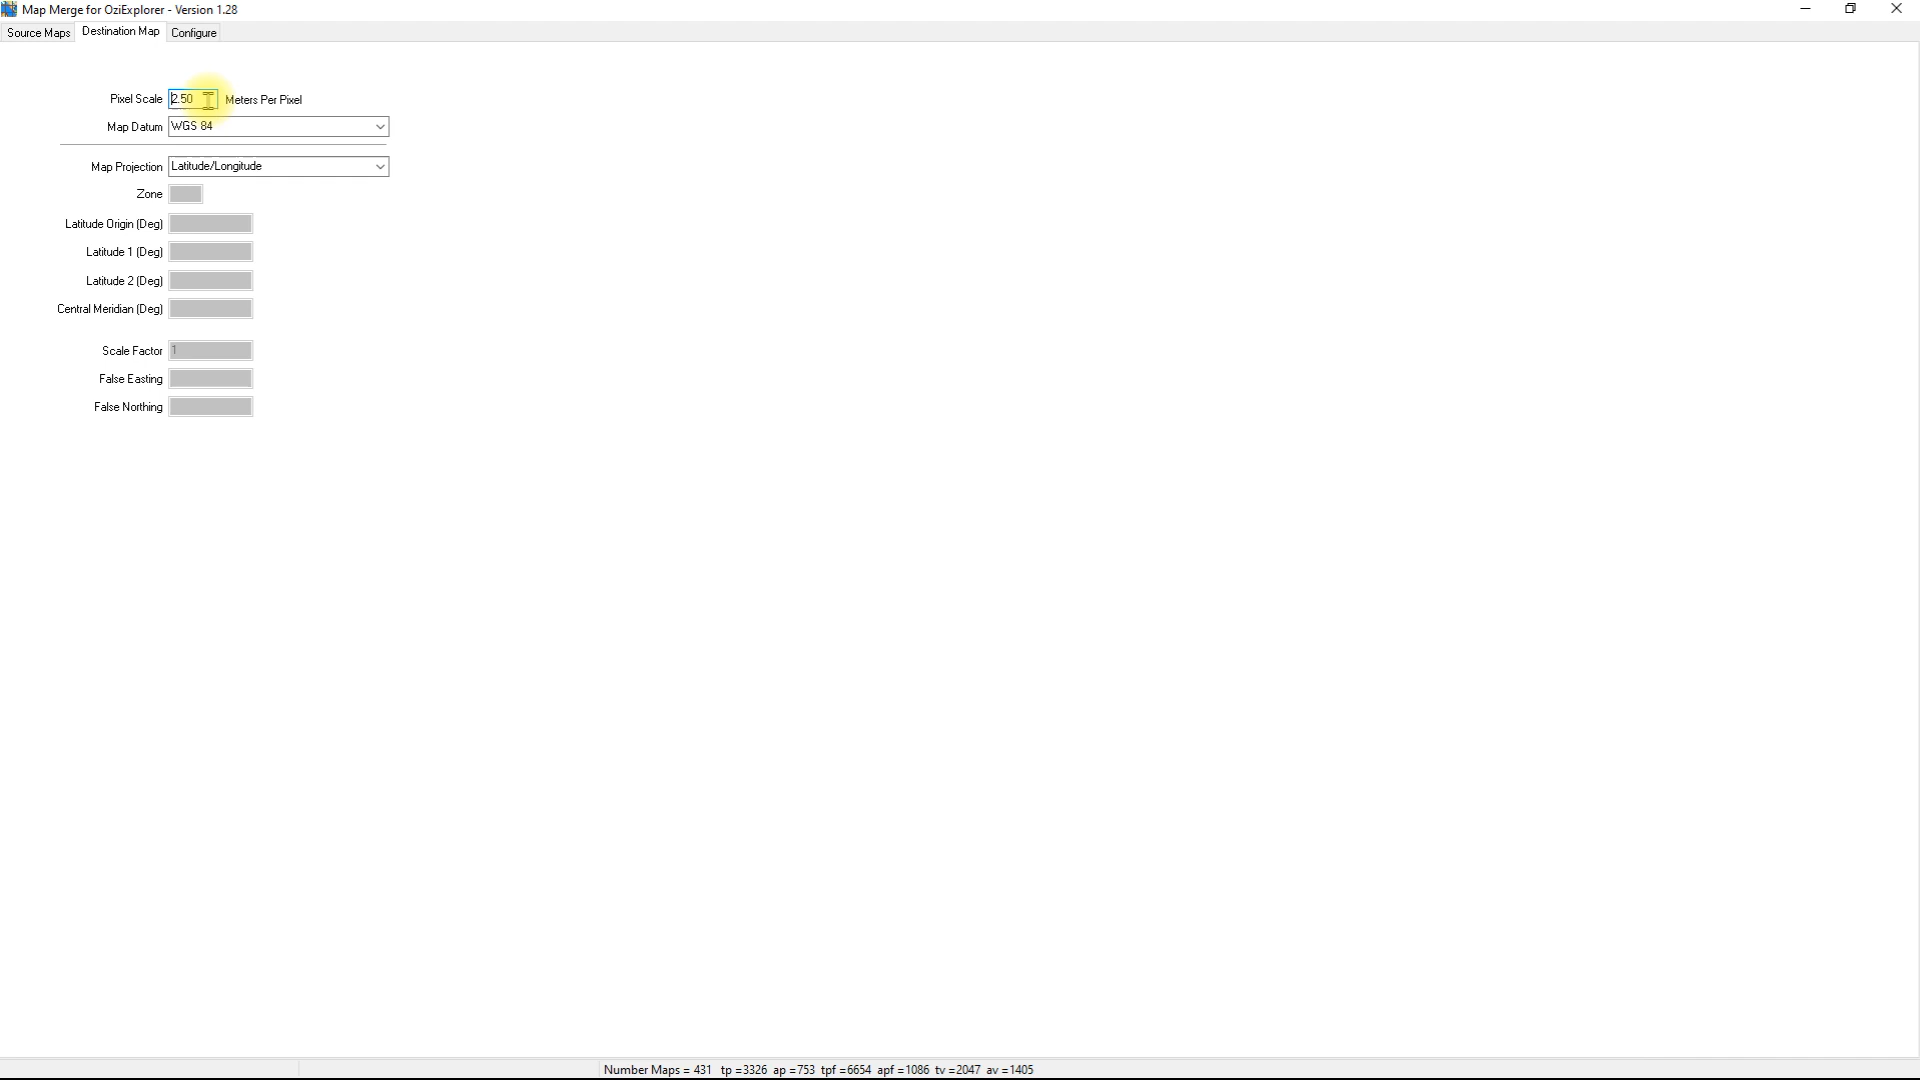 Map Merge for OziExplorer - Version 1.28
Source Maps Destination Map Configure
Pixel Scale 2.50 Meters Per Pixel
Map Datum WGS 84
Map Projection Latitude/Longitude
Zone
Latitude Origin (Deg)
Latitude 1 (Deg)
Latitude 2 (Deg)
Central Meridian (Deg)
Scale Factor 1
False Easting
False Northing
Number Maps = 431 tp =3326 ap =753 tpf =6654 apf =1086 tv =2047 av =1405